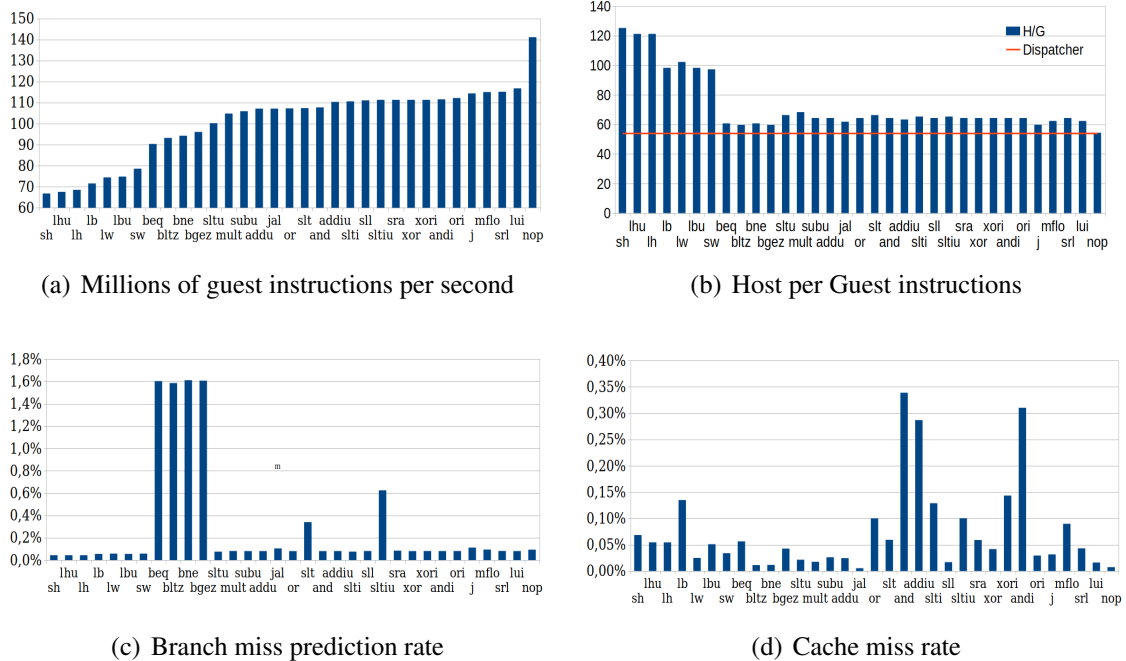 150
140
130
120
110
100
90
80
70
60
lhu lb lbu beq bne sltu subu jal slt addiu sll sra xori ori mflo lui
sh lh lw sw bltz bgez mult addu or and slti sltiu xor andi j srl nop
(a) Millions of guest instructions per second
140
120
100
80
60
40
20
0
H/G
Dispatcher
lhu lb lbu beq bne sltu subu jal slt addiu sll sra xori ori mflo lui
sh lh lw sw bltz bgez mult addu or and slti sltiu xor andi j srl nop
(b) Host per Guest instructions
1,8%
1,6%
1,4%
1,2%
1,0%
0,8%
0,6%
0,4%
0,2%
0,0%
m
lhu lb lbu beq bne sltu subu jal slt addiu sll sra xori ori mflo lui
sh lh lw sw bltz bgez mult addu or and slti sltiu xor andi j srl nop
(c) Branch miss prediction rate
0,40%
0,35%
0,30%
0,25%
0,20%
0,15%
0,10%
0,05%
0,00%
lhu lb lbu beq bne sltu subu jal slt addiu sll sra xori ori mflo lui
sh lh lw sw bltz bgez mult addu or and slti sltiu xor andi j srl nop
(d) Cache miss rate